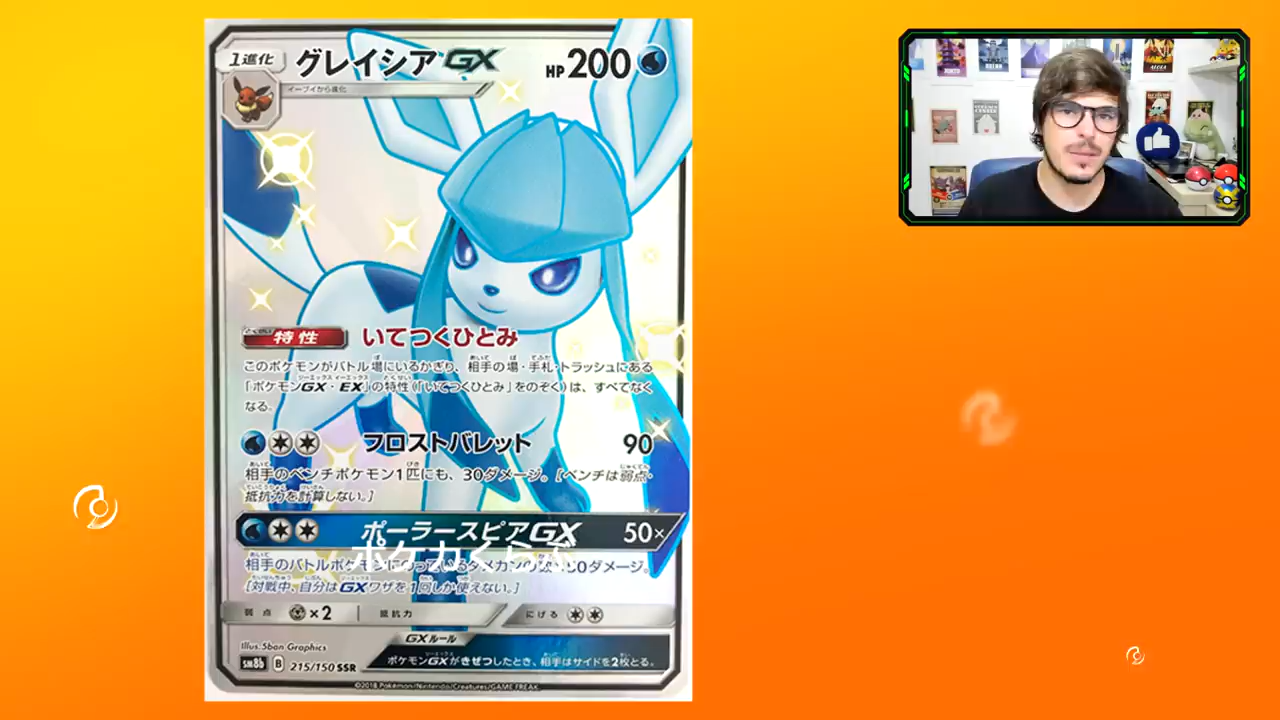 1進化
グレイシアGX
HP200
イーブイから進化
特性 いてつくひとみ
このポケモンがバトル場にいるかぎり、相手の場・手札・トラッシュにある
「ポケモンGX・EX」の特性(「いてつくひとみ」をのぞく)は、すべてなく
なる。
フロストバレット 90
相手のベンチポケモン1匹にも、30ダメージ。[ベンチは弱点・
抵抗力を計算しない。]
ポーラースピアGX 50×
ポケカくらぶ
相手のバトルポケモンにのっているダメカンの数×50ダメージ。
[対戦中、自分はGXワザを1回しか使えない。]
弱点 ×2 抵抗力 にげる
GXルール
ポケモンGXがきぜつしたとき、相手はサイドを2枚とる。
Illus.5ban Graphics
SM8b B 215/150 SSR
©2018 Pokémon/Nintendo/Creatures/GAME FREAK.